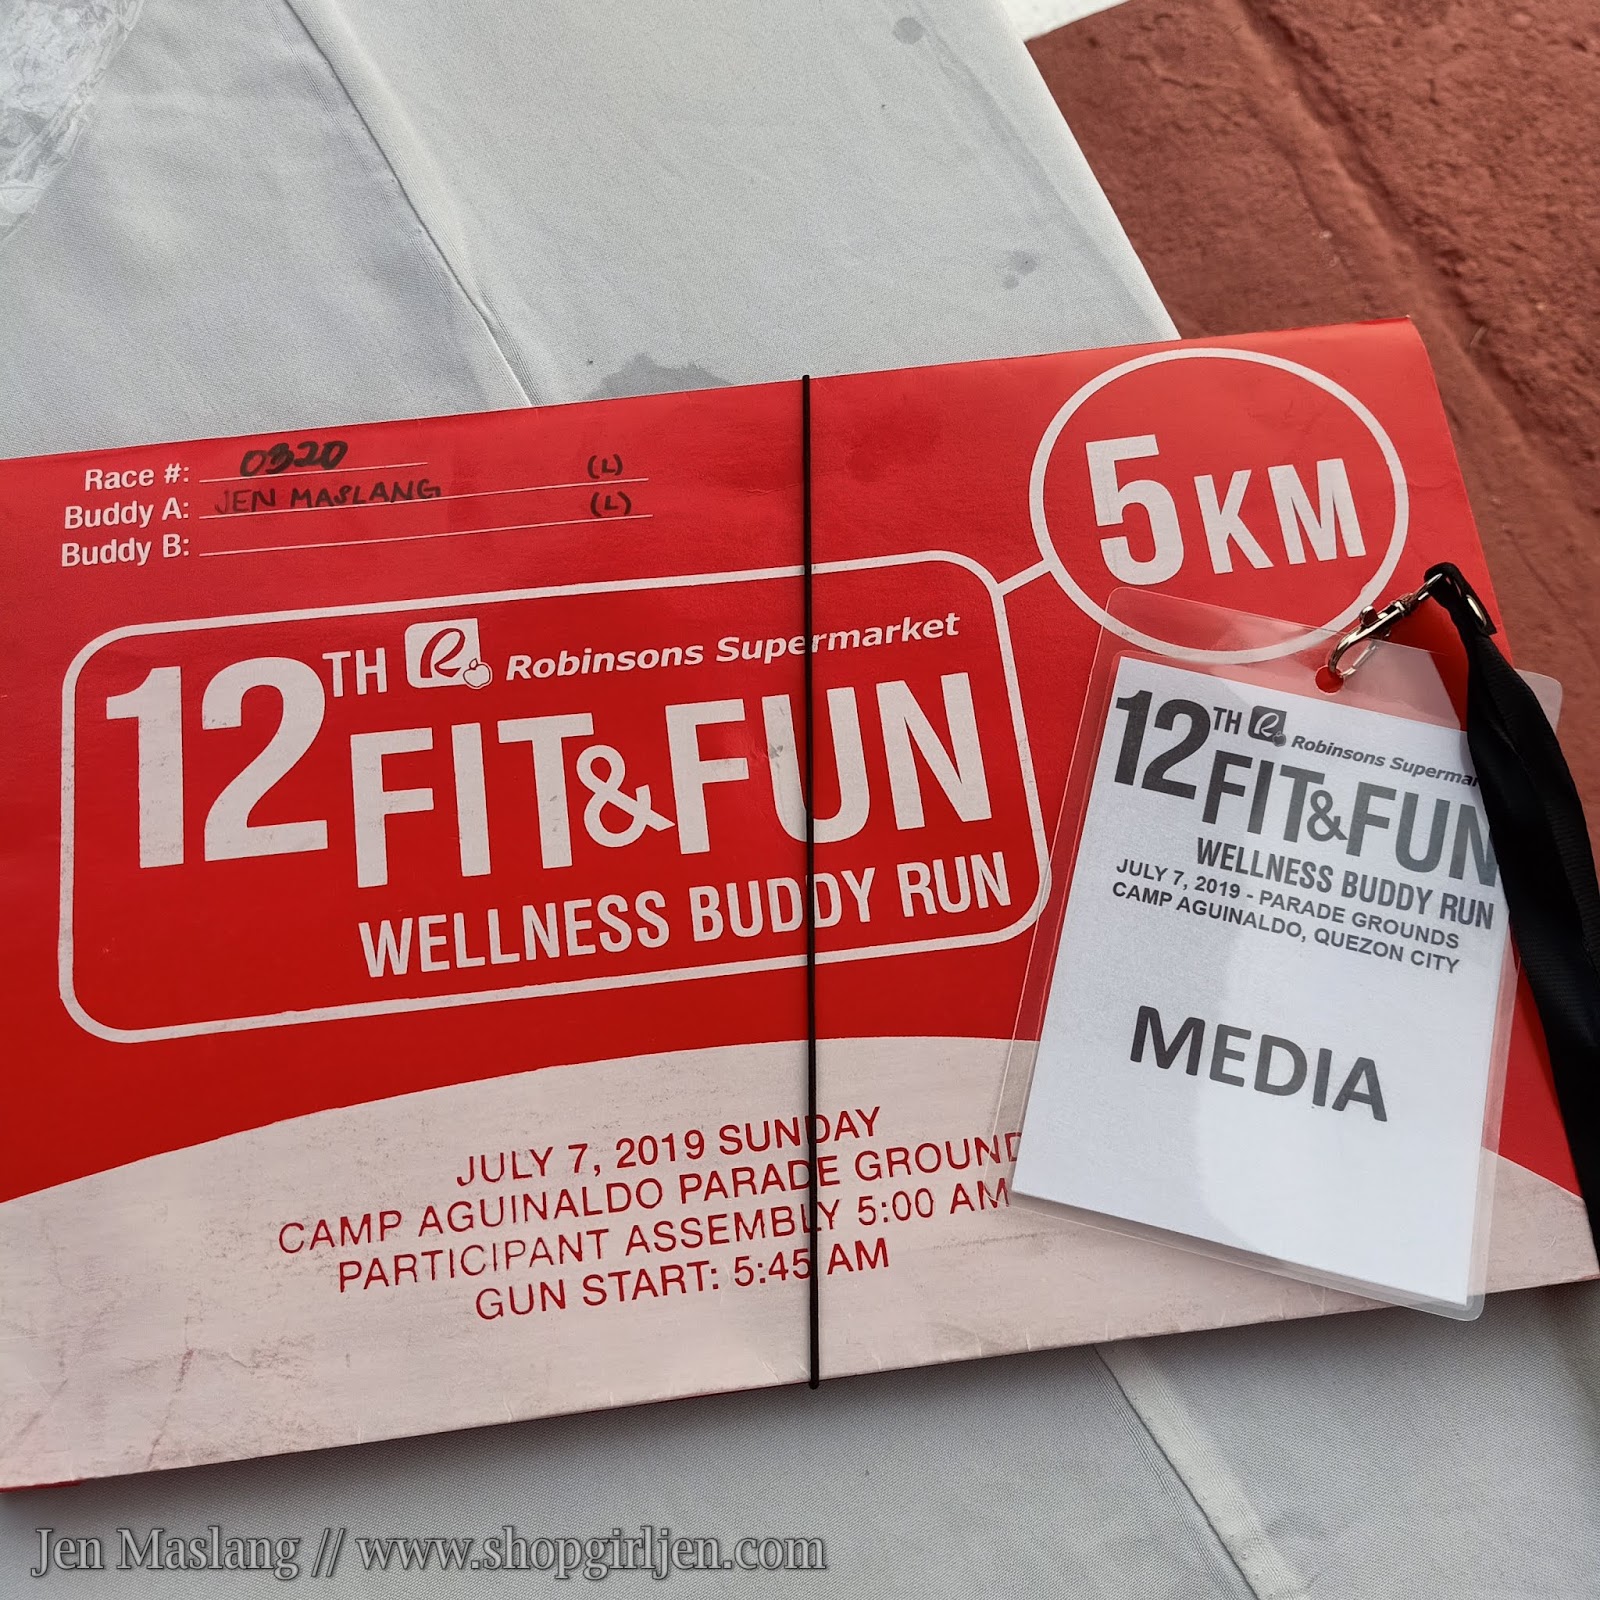 Race #: 0320
Buddy A: JEN MASLANG (L)
Buddy B: (L)
5KM
12TH R Robinsons Supermarket
FIT&FUN
WELLNESS BUDDY RUN
JULY 7, 2019 SUNDAY
CAMP AGUINALDO PARADE GROUND
PARTICIPANT ASSEMBLY 5:00 AM
GUN START: 5:45 AM
12TH R Robinsons Supermar
FIT&FUN
WELLNESS BUDDY RUN
JULY 7, 2019 - PARADE GROUNDS
CAMP AGUINALDO, QUEZON CITY
MEDIA
Jen Maslang // www.shopgirljen.com